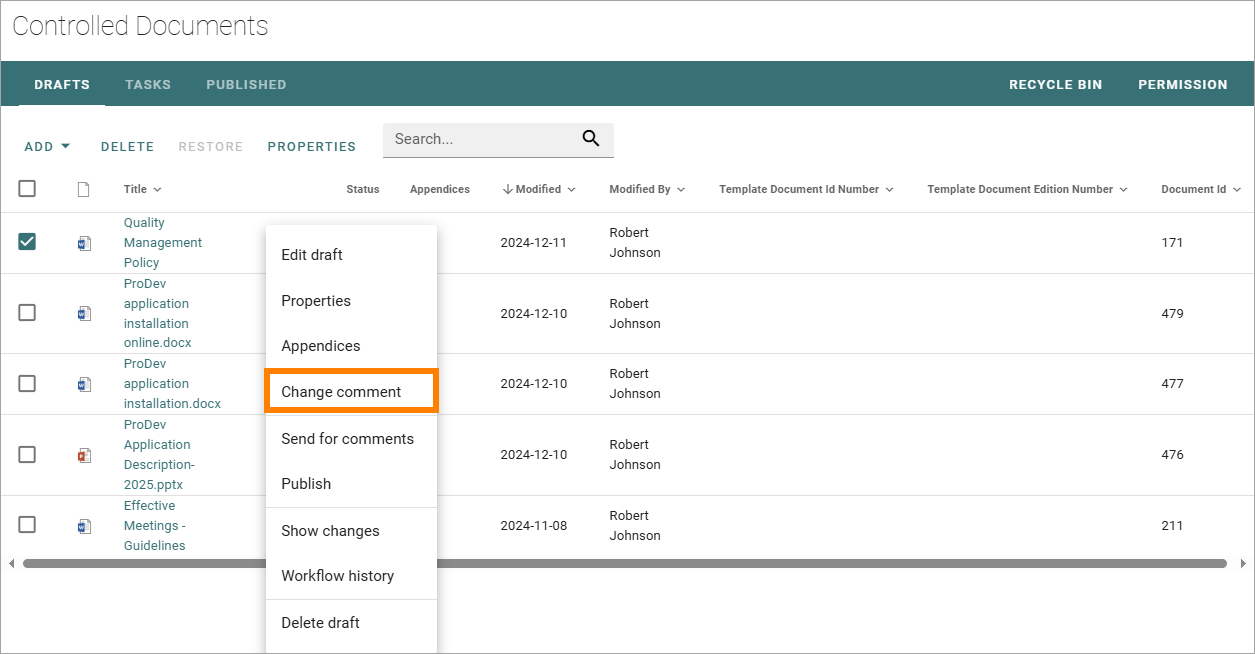 Controlled Documents
DRAFTS TASKS PUBLISHED RECYCLE BIN PERMISSION
ADD DELETE RESTORE PROPERTIES Search...
Title Status Appendices Modified Modified By Template Document Id Number Template Document Edition Number Document Id
Quality
Management
Policy
2024-12-11
Robert
Johnson
171
ProDev
application
installation
online.docx
2024-12-10
Robert
Johnson
479
ProDev
application
installation.docx
2024-12-10
Robert
Johnson
477
ProDev
Application
Description-
2025.pptx
2024-12-10
Robert
Johnson
476
Effective
Meetings -
Guidelines
2024-11-08
Robert
Johnson
211
Edit draft
Properties
Appendices
Change comment
Send for comments
Publish
Show changes
Workflow history
Delete draft